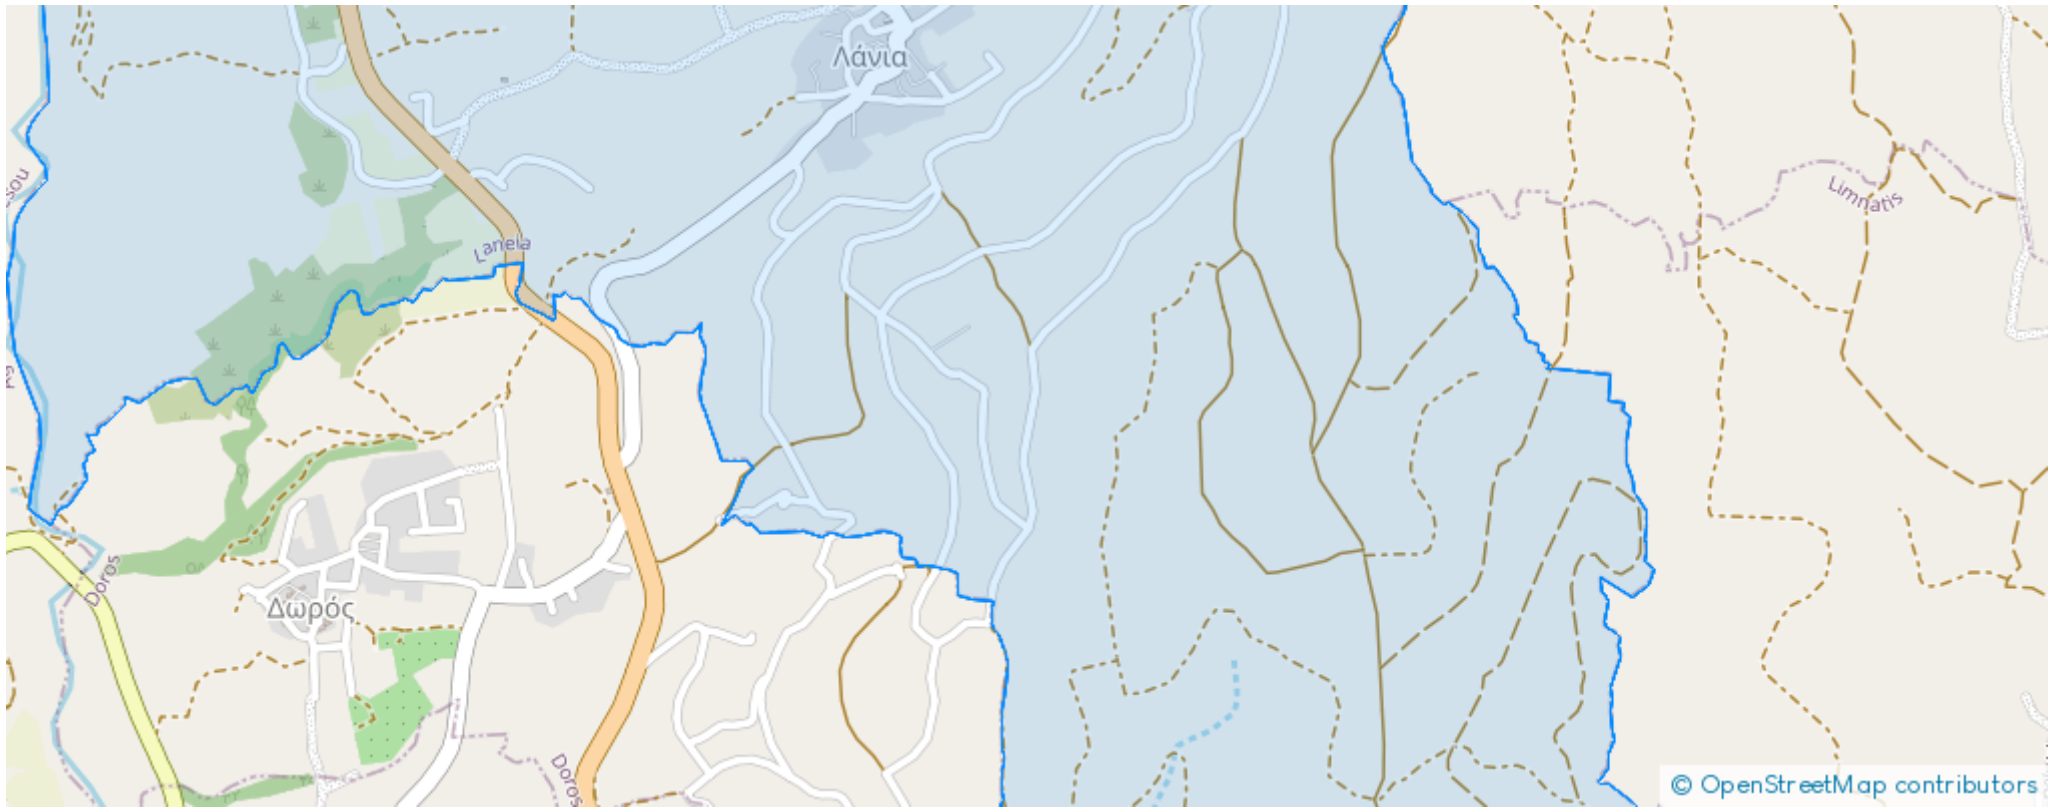 Λάνια
Limnatis
Lanela
Doros
Δωρός
Doros
© OpenStreetMap contributors